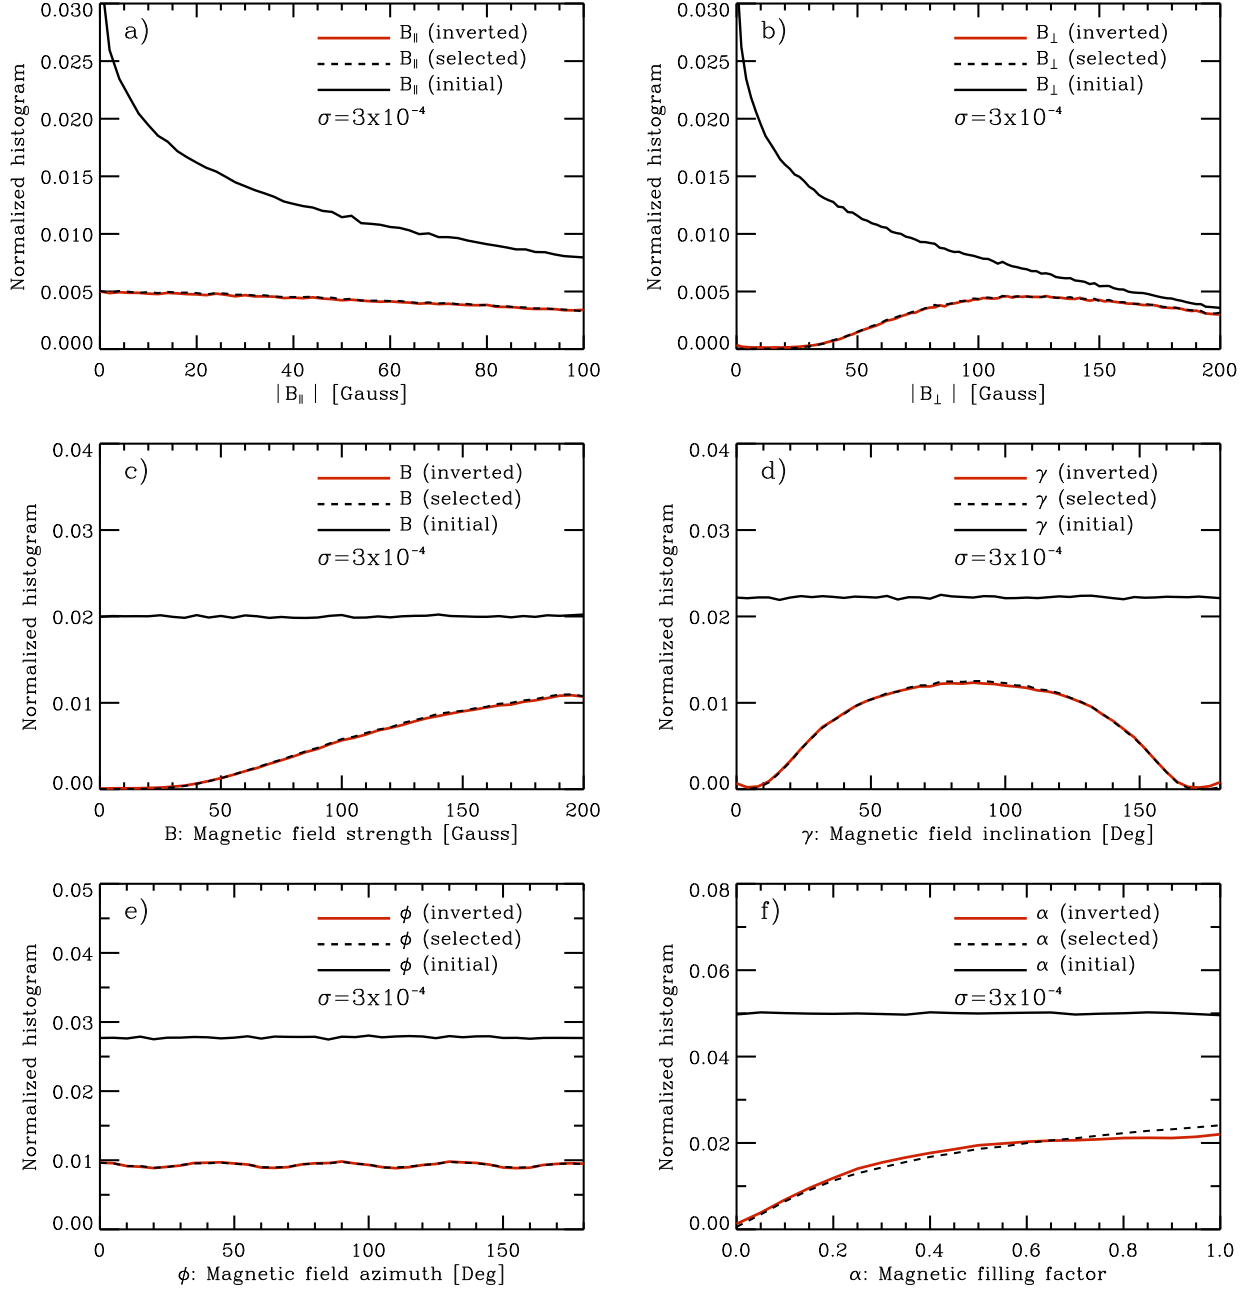 a)
B∥ (inverted)
B∥ (selected)
B∥ (initial)
σ=3x10⁻⁴
0.030
0.025
0.020
0.015
0.010
0.005
0.000
Normalized histogram
0 20 40 60 80 100
|B∥| [Gauss]
b)
B⊥ (inverted)
B⊥ (selected)
B⊥ (initial)
σ=3x10⁻⁴
0.030
0.025
0.020
0.015
0.010
0.005
0.000
Normalized histogram
0 50 100 150 200
|B⊥| [Gauss]
c)
B (inverted)
B (selected)
B (initial)
σ=3x10⁻⁴
0.04
0.03
0.02
0.01
0.00
Normalized histogram
0 50 100 150 200
B: Magnetic field strength [Gauss]
d)
γ (inverted)
γ (selected)
γ (initial)
σ=3x10⁻⁴
0.04
0.03
0.02
0.01
0.00
Normalized histogram
0 50 100 150
γ: Magnetic field inclination [Deg]
e)
ϕ (inverted)
ϕ (selected)
ϕ (initial)
σ=3x10⁻⁴
0.05
0.04
0.03
0.02
0.01
0.00
Normalized histogram
0 50 100 150
ϕ: Magnetic field azimuth [Deg]
f)
α (inverted)
α (selected)
α (initial)
σ=3x10⁻⁴
0.08
0.06
0.04
0.02
0.00
Normalized histogram
0.0 0.2 0.4 0.6 0.8 1.0
α: Magnetic filling factor